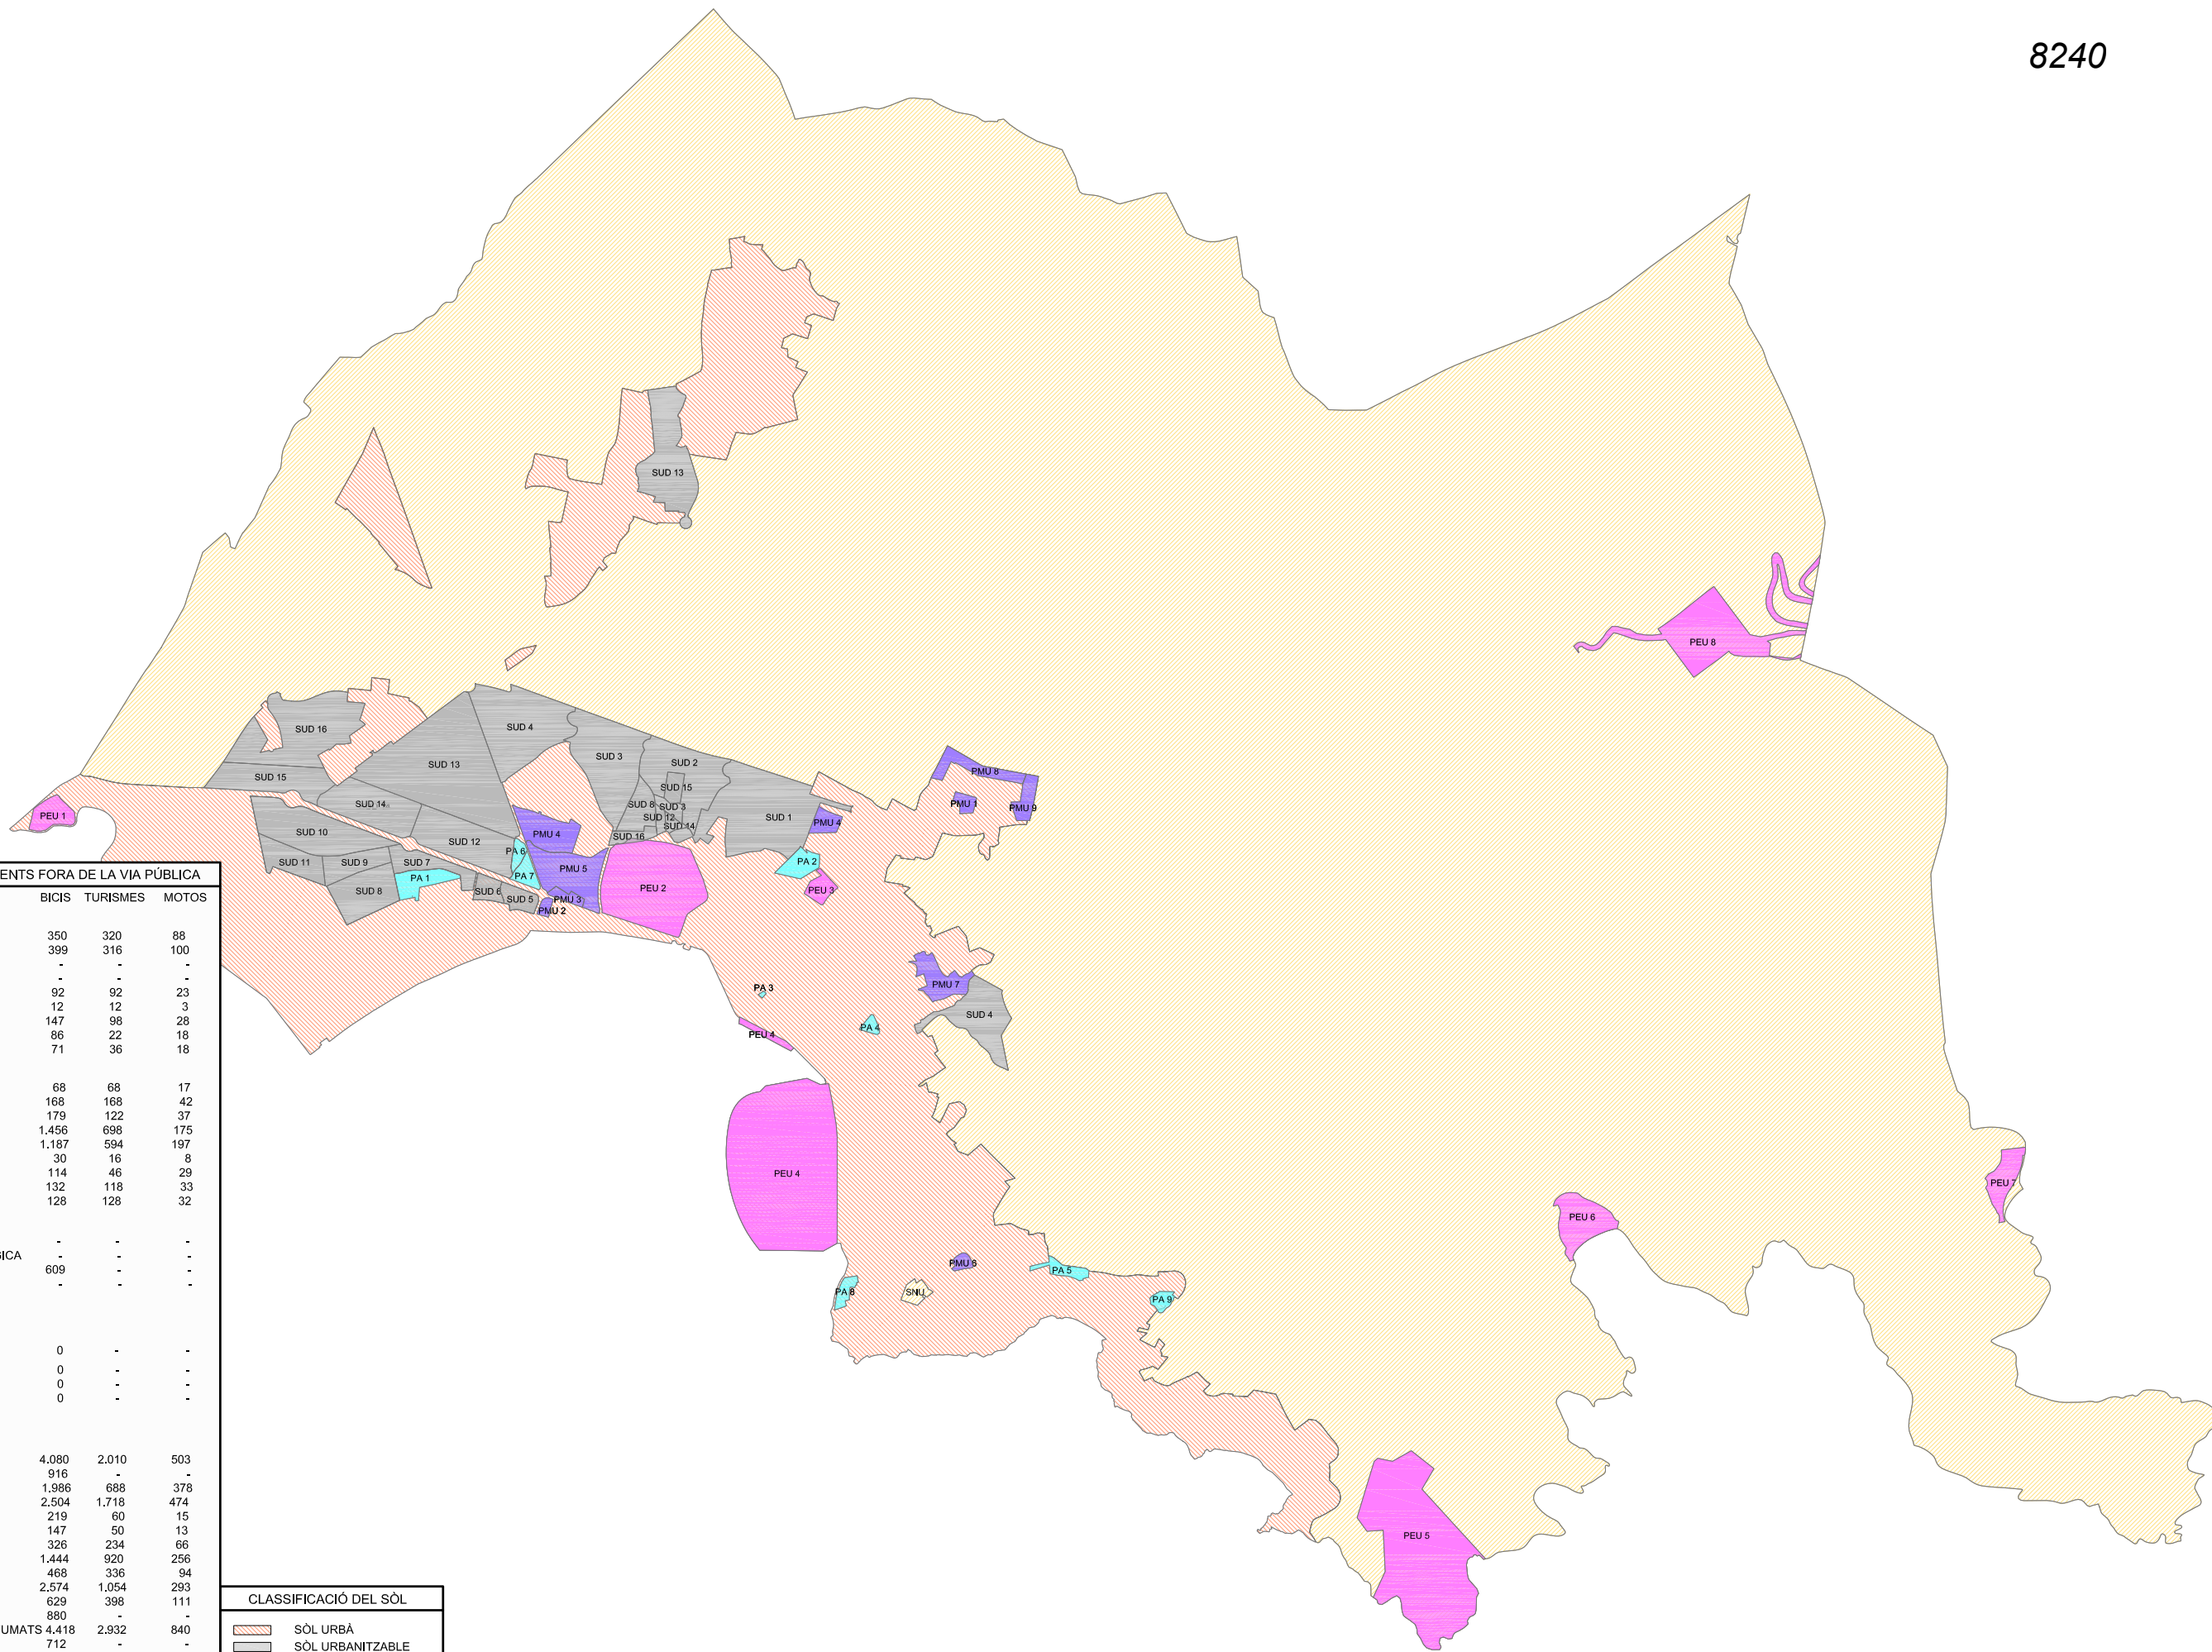 8240
SUD 13
PEU 8
SUD 4
SUD 16
SUD 3
SUD 2
SUD 13
SUD 15
PMU 8
SUD 15
SUD 14
SUD 8
SUD 3
PMU 1
PMU 9
PEU 1
SUD 12
SUD 1
PMU 4
SUD 14
SUD 10
PMU 4
SUD 16
SUD 12
PA 6
SUD 11
SUD 9
SUD 7
PA 2
PMU 5
PA 1
PA 7
PEU 2
PEU 3
SUD 8
SUD 6
SUD 5
PMU 3
PMU 2
PMU 7
PA 3
SUD 4
PA 4
PEU 4
PEU 4
PEU 7
PEU 6
PMU 6
PA 5
PA 8
SNU
PA 9
PEU 5
ENTS FORA DE LA VIA PÚBLICA
BICIS TURISMES MOTOS
350 320 88
399 316 100
- - -
- - -
92 92 23
12 12 3
147 98 28
86 22 18
71 36 18
68 68 17
168 168 42
179 122 37
1.456 698 175
1.187 594 197
30 16 8
114 46 29
132 118 33
128 128 32
- - -
GICA - - -
609 - -
- - -
0 - -
0 - -
0 - -
0 - -
4.080 2.010 503
916 - -
1.986 688 378
2.504 1.718 474
219 60 15
147 50 13
326 234 66
1.444 920 256
468 336 94
2.574 1.054 293
629 398 111
880 - -
UMATS 4.418 2.932 840
712 - -
CLASSIFICACIÓ DEL SÒL
SÒL URBÀ
SÒL URBANITZABLE